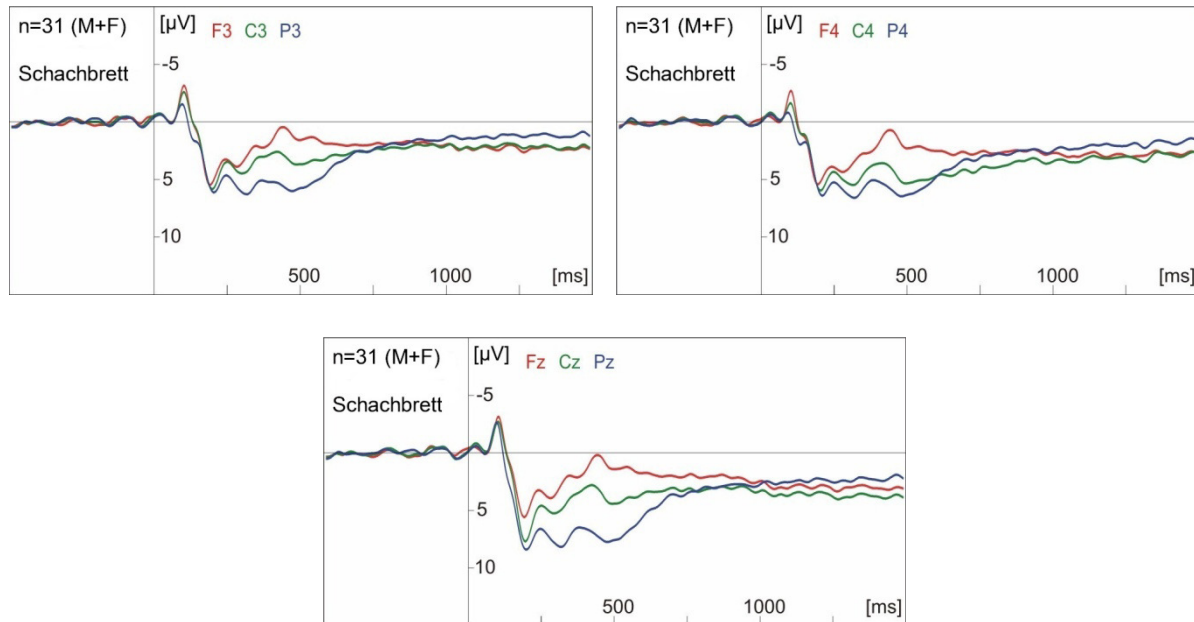 n=31 (M+F) [µV] F3 C3 P3
-5
Schachbrett
5
10
500 1000 [ms]
n=31 (M+F) [µV] F4 C4 P4
-5
Schachbrett
5
10
500 1000 [ms]
n=31 (M+F) [µV] Fz Cz Pz
-5
Schachbrett
5
10
500 1000 [ms]